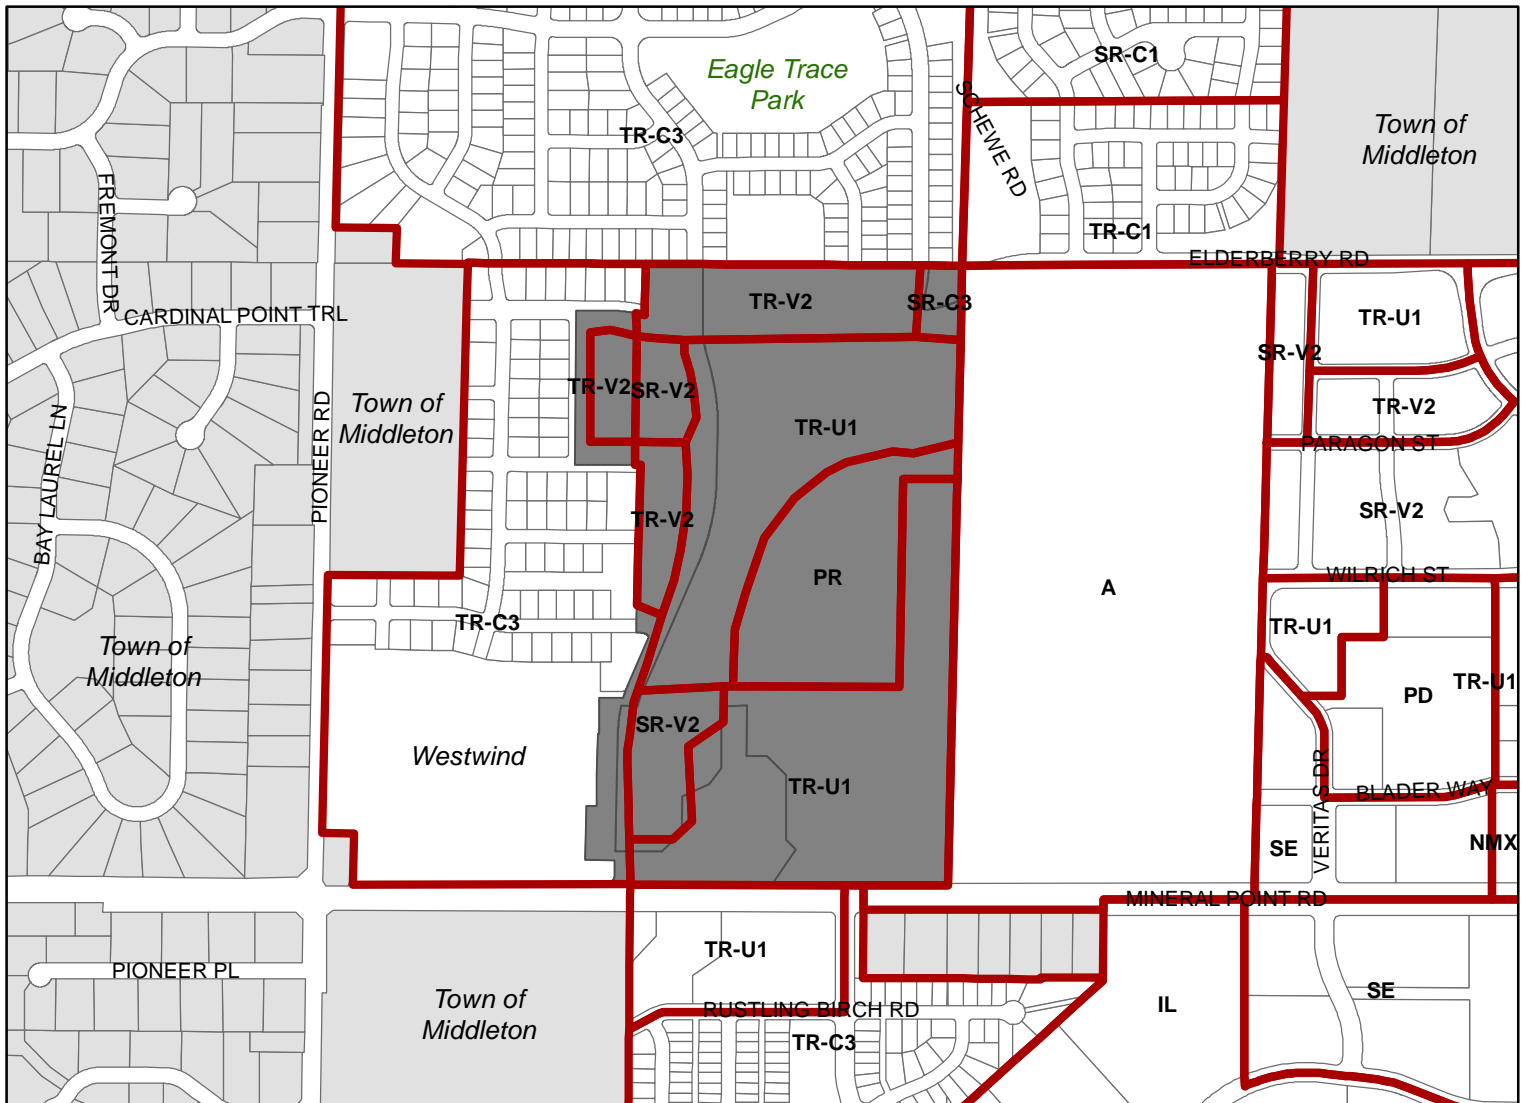 SR-C1
Eagle Trace
Park
SCHEWE RD
TR-C3
Town of
Middleton
FREMONT DR
TR-C1
ELDERBERRY RD
CARDINAL POINT TRL
TR-V2
SR-C3
TR-U1
SR-V2
TR-V2
SR-V2
Town of
Middleton
TR-V2
TR-U1
PARAGON ST
BAY LAUREL LN
PIONEER RD
TR-V2
SR-V2
PR
A
WILRICH ST
TR-C3
TR-U1
Town of
Middleton
PD
TR-U1
SR-V2
Westwind
TR-U1
VERITAS DR
BLADER WAY
SE
NMX
MINERAL POINT RD
TR-U1
PIONEER PL
Town of
Middleton
RUSTLING BIRCH RD
TR-C3
IL
SE